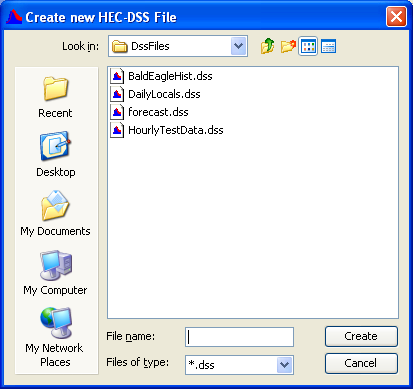 Create new HEC-DSS File
Look in: DssFiles
BaldEagleHist.dss
DailyLocals.dss
forecast.dss
HourlyTestData.dss
Recent
Desktop
My Documents
My Computer
My Network
Places
File name:
Create
Files of type: *.dss
Cancel